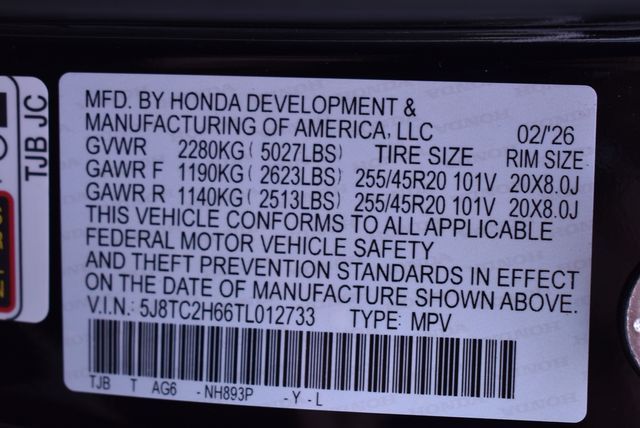 TJB JC
MFD. BY HONDA DEVELOPMENT &
MANUFACTURING OF AMERICA, LLC 02/'26
GVWR 2280KG (5027LBS) TIRE SIZE RIM SIZE
GAWR F 1190KG (2623LBS) 255/45R20 101V 20X8.0J
GAWR R 1140KG (2513LBS) 255/45R20 101V 20X8.0J
THIS VEHICLE CONFORMS TO ALL APPLICABLE
FEDERAL MOTOR VEHICLE SAFETY
AND THEFT PREVENTION STANDARDS IN EFFECT
ON THE DATE OF MANUFACTURE SHOWN ABOVE.
V.I.N.: 5J8TC2H66TL012733 TYPE: MPV
TJB T AG6 -NH893P -Y-L